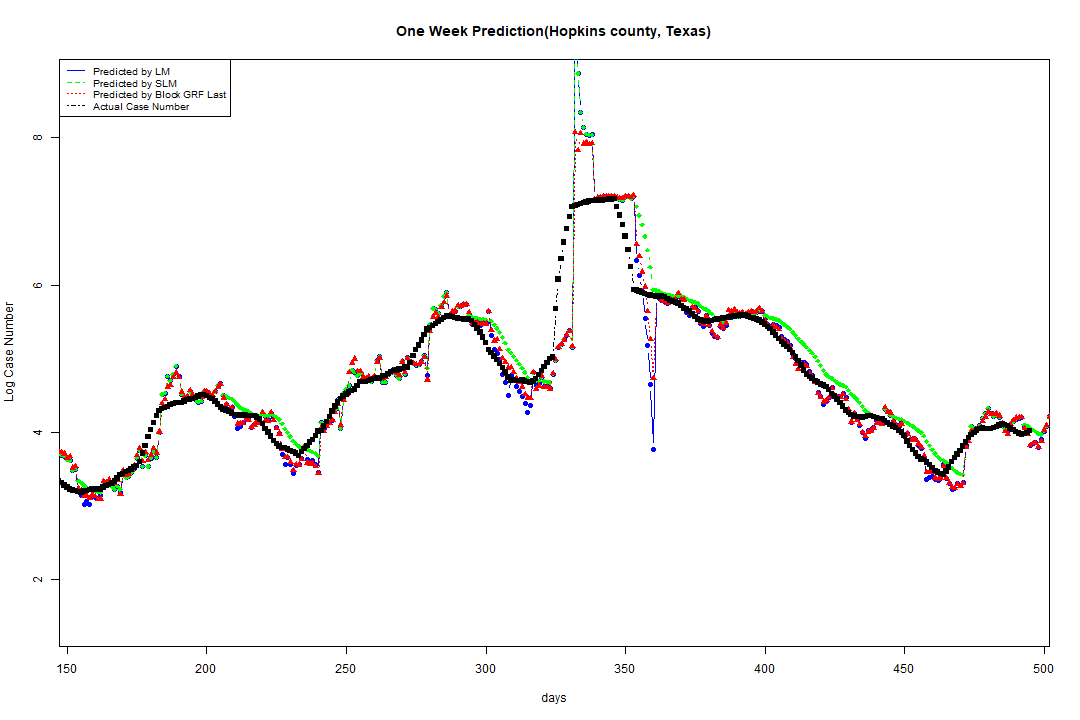 One Week Prediction(Hopkins county, Texas)
Predicted by LM
Predicted by SLM
Predicted by Block GRF Last
Actual Case Number
8
6
4
2
Log Case Number
150 200 250 300 350 400 450 500
days